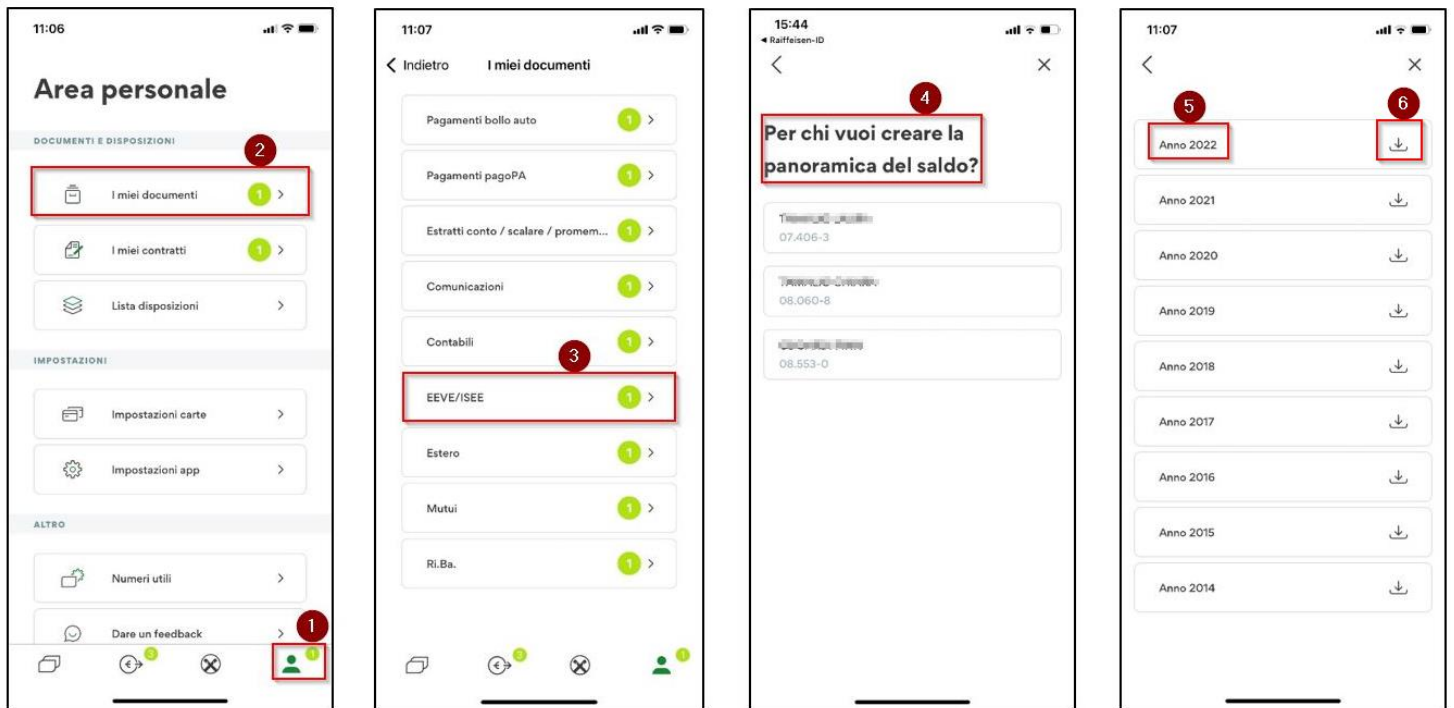 11:06
Area personale
DOCUMENTI E DISPOSIZIONI
2
I miei documenti 1
I miei contratti 1
Lista disposizioni
IMPOSTAZIONI
Impostazioni carte
Impostazioni app
ALTRO
Numeri utili
Dare un feedback
1
3
1
11:07
Indietro I miei documenti
Pagamenti bollo auto 1
Pagamenti pagoPA 1
Estratti conto / scalare / promem... 1
Comunicazioni 1
Contabili 1
3
EEVE/ISEE 1
Estero 1
Mutui 1
Ri.Ba. 1
3
1
15:44
Raiffeisen-ID
4
Per chi vuoi creare la
panoramica del saldo?
07.406-3
08.060-8
08.553-0
11:07
5 6
Anno 2022
Anno 2021
Anno 2020
Anno 2019
Anno 2018
Anno 2017
Anno 2016
Anno 2015
Anno 2014